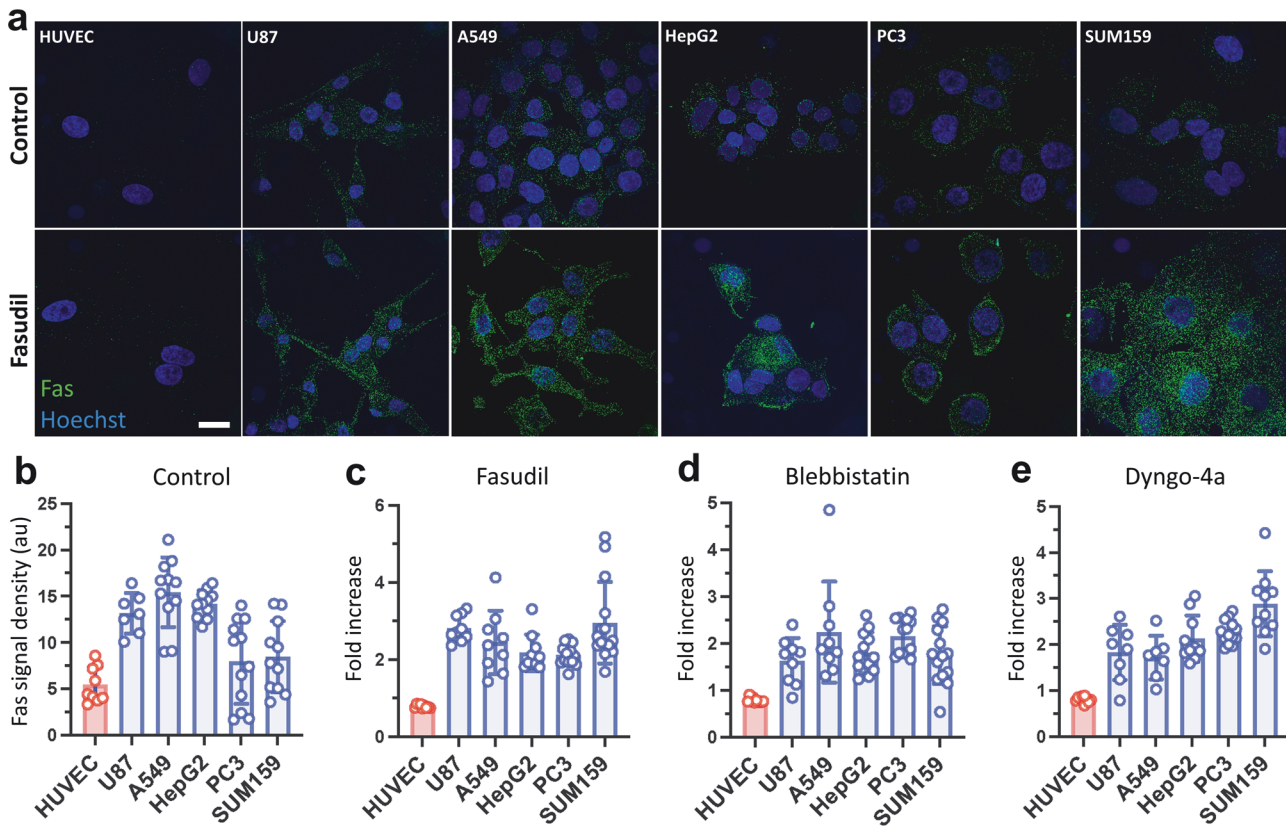 a
HUVEC
U87
A549
HepG2
PC3
SUM159
Control
Fasudil
Fas
Hoechst
b
Control
Fas signal density (au)
25
20
15
10
5
0
HUVEC
U87
A549
HepG2
PC3
SUM159
c
Fasudil
Fold increase
6
4
2
0
HUVEC
U87
A549
HepG2
PC3
SUM159
d
Blebbistatin
Fold increase
5
4
3
2
1
0
HUVEC
U87
A549
HepG2
PC3
SUM159
e
Dyngo-4a
Fold increase
5
4
3
2
1
0
HUVEC
U87
A549
HepG2
PC3
SUM159